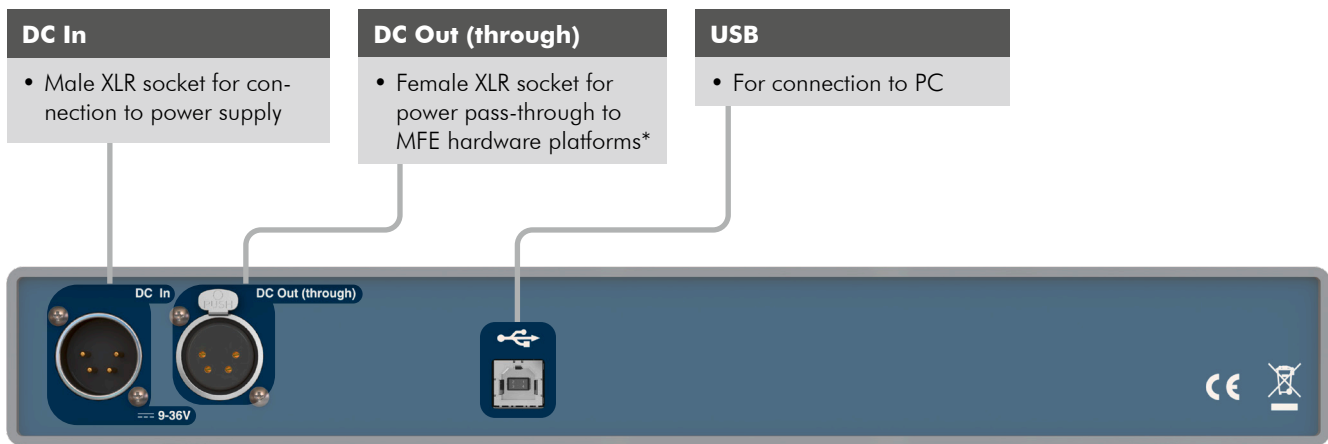 DC In
• Male XLR socket for con-
nection to power supply
DC Out (through)
• Female XLR socket for
power pass-through to
MFE hardware platforms*
USB
• For connection to PC
DC In
DC Out (through)
PUSH
9-36V
CE